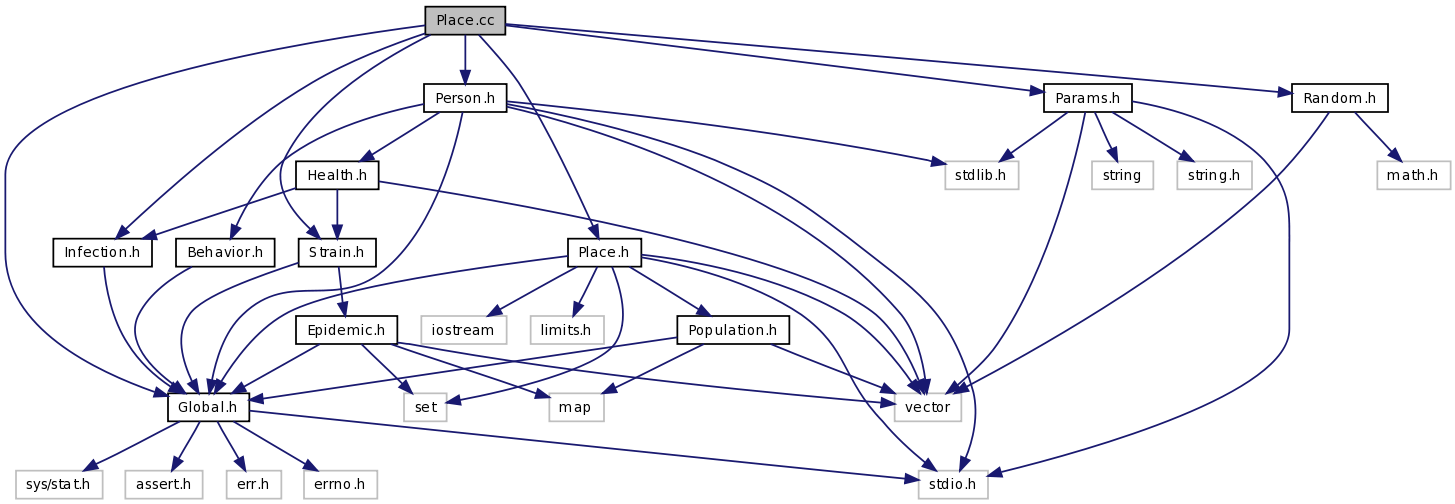 Place.cc
Person.h
Params.h
Random.h
Health.h
stdlib.h
string
string.h
math.h
Infection.h
Behavior.h
Strain.h
Place.h
Epidemic.h
iostream
limits.h
Population.h
Global.h
set
map
vector
sys/stat.h
assert.h
err.h
errno.h
stdio.h